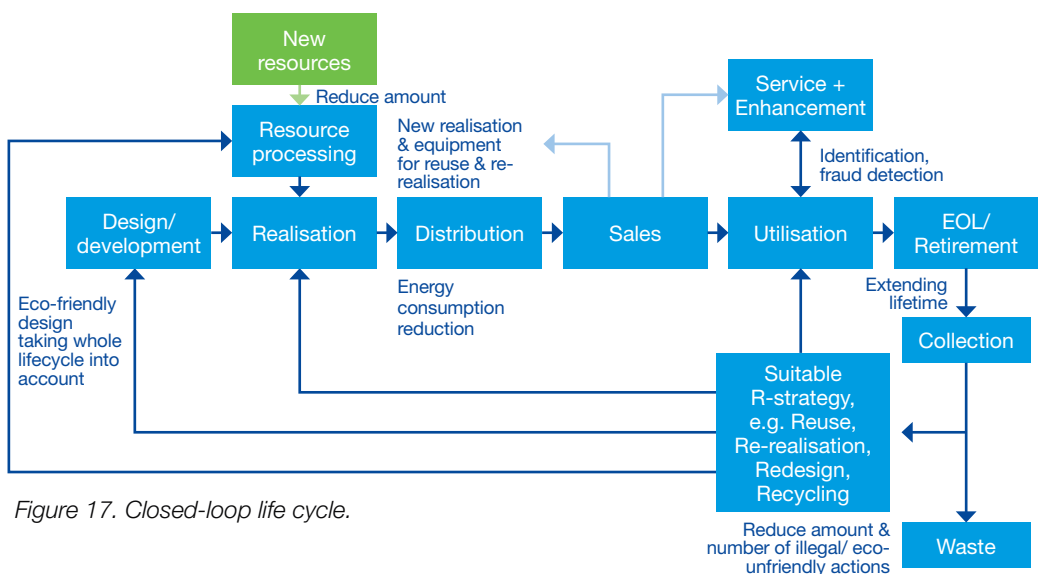 New
resources
Reduce amount
Resource
processing
New realisation
& equipment
for reuse & re-
realisation
Service +
Enhancement
Identification,
fraud detection
Design/
development
Realisation
Distribution
Sales
Utilisation
EOL/
Retirement
Eco-friendly
design
taking whole
lifecycle into
account
Energy
consumption
reduction
Extending
lifetime
Collection
Suitable
R-strategy,
e.g. Reuse,
Re-realisation,
Redesign,
Recycling
Figure 17. Closed-loop life cycle.
Reduce amount &
number of illegal/ eco-
unfriendly actions
Waste